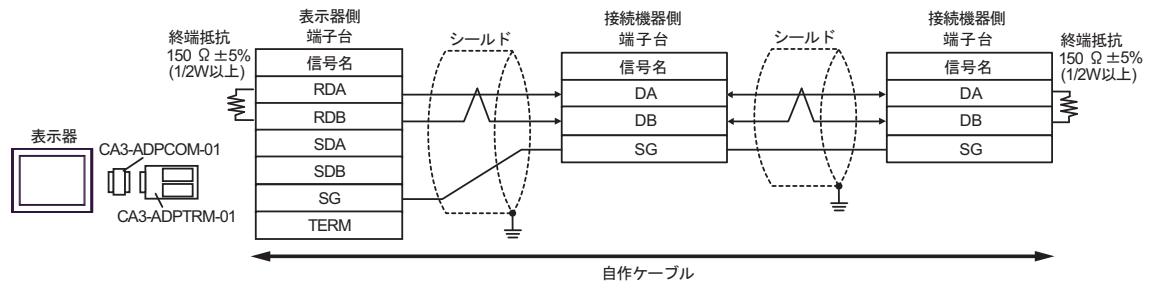 終端抵抗
150 Ω ±5%
(1/2W以上)
表示器
CA3-ADPCOM-01
CA3-ADPTRM-01
表示器側
端子台
信号名
RDA
RDB
SDA
SDB
SG
TERM
シールド
接続機器側
端子台
信号名
DA
DB
SG
シールド
接続機器側
端子台
信号名
DA
DB
SG
終端抵抗
150 Ω ±5%
(1/2W以上)
自作ケーブル